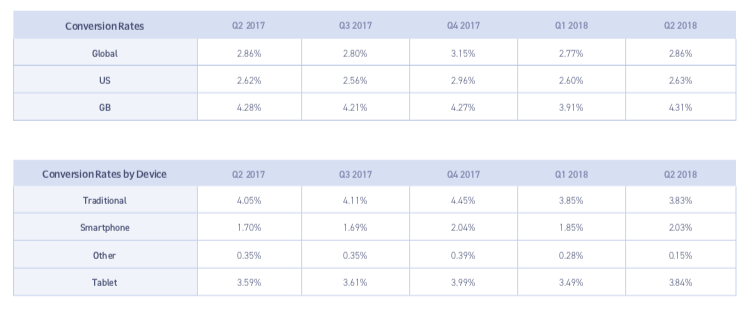 Conversion Rates Q2 2017 Q3 2017 Q4 2017 Q1 2018 Q2 2018
Global 2.86% 2.80% 3.15% 2.77% 2.86%
US 2.62% 2.56% 2.96% 2.60% 2.63%
GB 4.28% 4.21% 4.27% 3.91% 4.31%
Conversion Rates by Device Q2 2017 Q3 2017 Q4 2017 Q1 2018 Q2 2018
Traditional 4.05% 4.11% 4.45% 3.85% 3.83%
Smartphone 1.70% 1.69% 2.04% 1.85% 2.03%
Other 0.35% 0.35% 0.39% 0.28% 0.15%
Tablet 3.59% 3.61% 3.99% 3.49% 3.84%